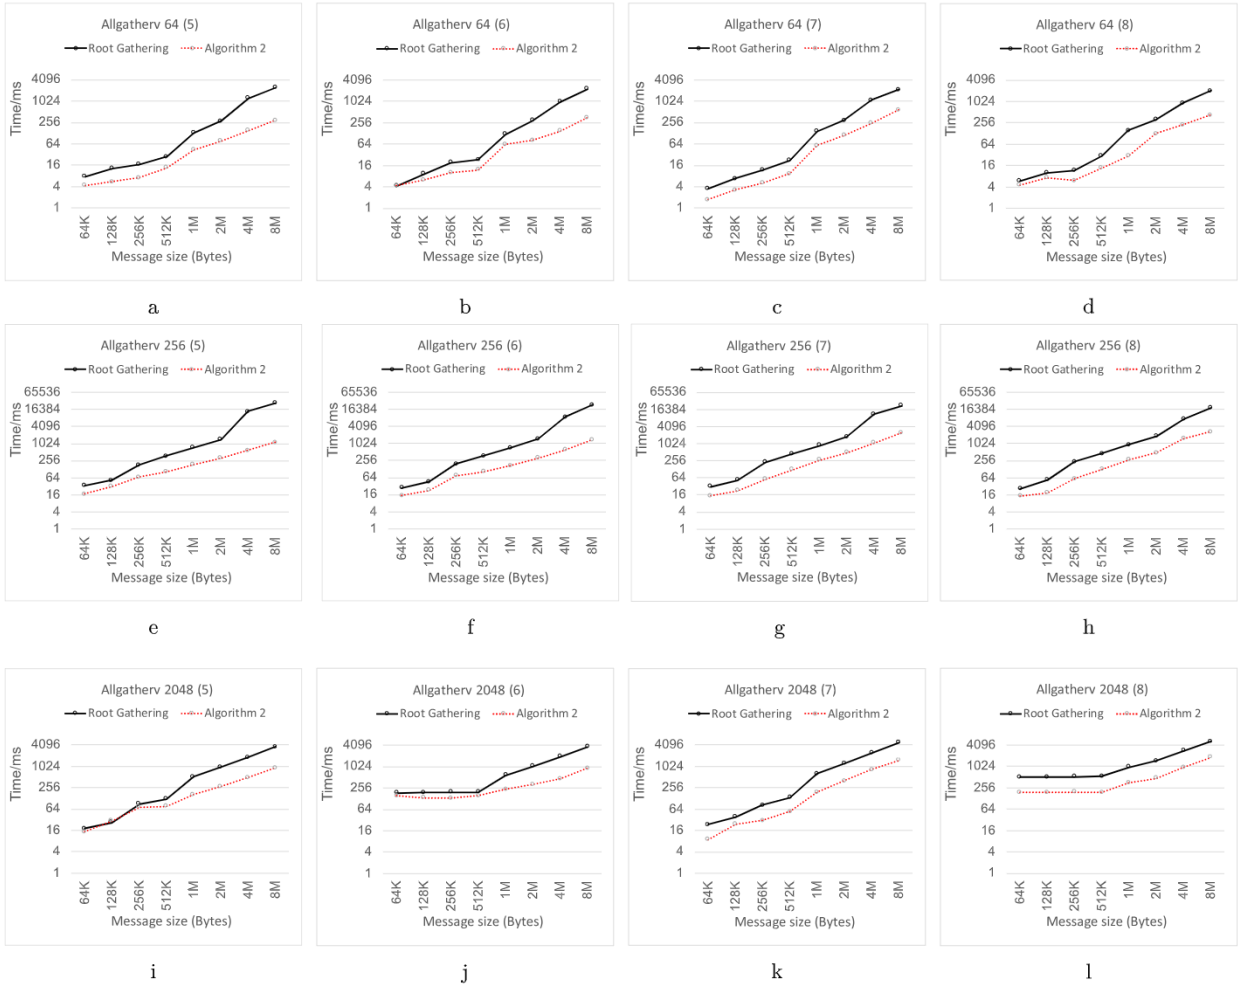 Allgatherv 64 (5)
Root Gathering Algorithm 2
Time/ms
4096
1024
256
64
16
4
1
64K 128K 256K 512K 1M 2M 4M 8M
Message size (Bytes)
a
Allgatherv 64 (6)
Root Gathering Algorithm 2
Time/ms
4096
1024
256
64
16
4
1
64K 128K 256K 512K 1M 2M 4M 8M
Message size (Bytes)
b
Allgatherv 64 (7)
Root Gathering Algorithm 2
Time/ms
4096
1024
256
64
16
4
1
64K 128K 256K 512K 1M 2M 4M 8M
Message size (Bytes)
c
Allgatherv 64 (8)
Root Gathering Algorithm 2
Time/ms
4096
1024
256
64
16
4
1
64K 128K 256K 512K 1M 2M 4M 8M
Message size (Bytes)
d
Allgatherv 256 (5)
Root Gathering Algorithm 2
Time/ms
65536
16384
4096
1024
256
64
16
4
1
64K 128K 256K 512K 1M 2M 4M 8M
Message size (Bytes)
e
Allgatherv 256 (6)
Root Gathering Algorithm 2
Time/ms
65536
16384
4096
1024
256
64
16
4
1
64K 128K 256K 512K 1M 2M 4M 8M
Message size (Bytes)
f
Allgatherv 256 (7)
Root Gathering Algorithm 2
Time/ms
65536
16384
4096
1024
256
64
16
4
1
64K 128K 256K 512K 1M 2M 4M 8M
Message size (Bytes)
g
Allgatherv 256 (8)
Root Gathering Algorithm 2
Time/ms
65536
16384
4096
1024
256
64
16
4
1
64K 128K 256K 512K 1M 2M 4M 8M
Message size (Bytes)
h
Allgatherv 2048 (5)
Root Gathering Algorithm 2
Time/ms
4096
1024
256
64
16
4
1
64K 128K 256K 512K 1M 2M 4M 8M
Message size (Bytes)
i
Allgatherv 2048 (6)
Root Gathering Algorithm 2
Time/ms
4096
1024
256
64
16
4
1
64K 128K 256K 512K 1M 2M 4M 8M
Message size (Bytes)
j
Allgatherv 2048 (7)
Root Gathering Algorithm 2
Time/ms
4096
1024
256
64
16
4
1
64K 128K 256K 512K 1M 2M 4M 8M
Message size (Bytes)
k
Allgatherv 2048 (8)
Root Gathering Algorithm 2
Time/ms
4096
1024
256
64
16
4
1
64K 128K 256K 512K 1M 2M 4M 8M
Message size (Bytes)
l